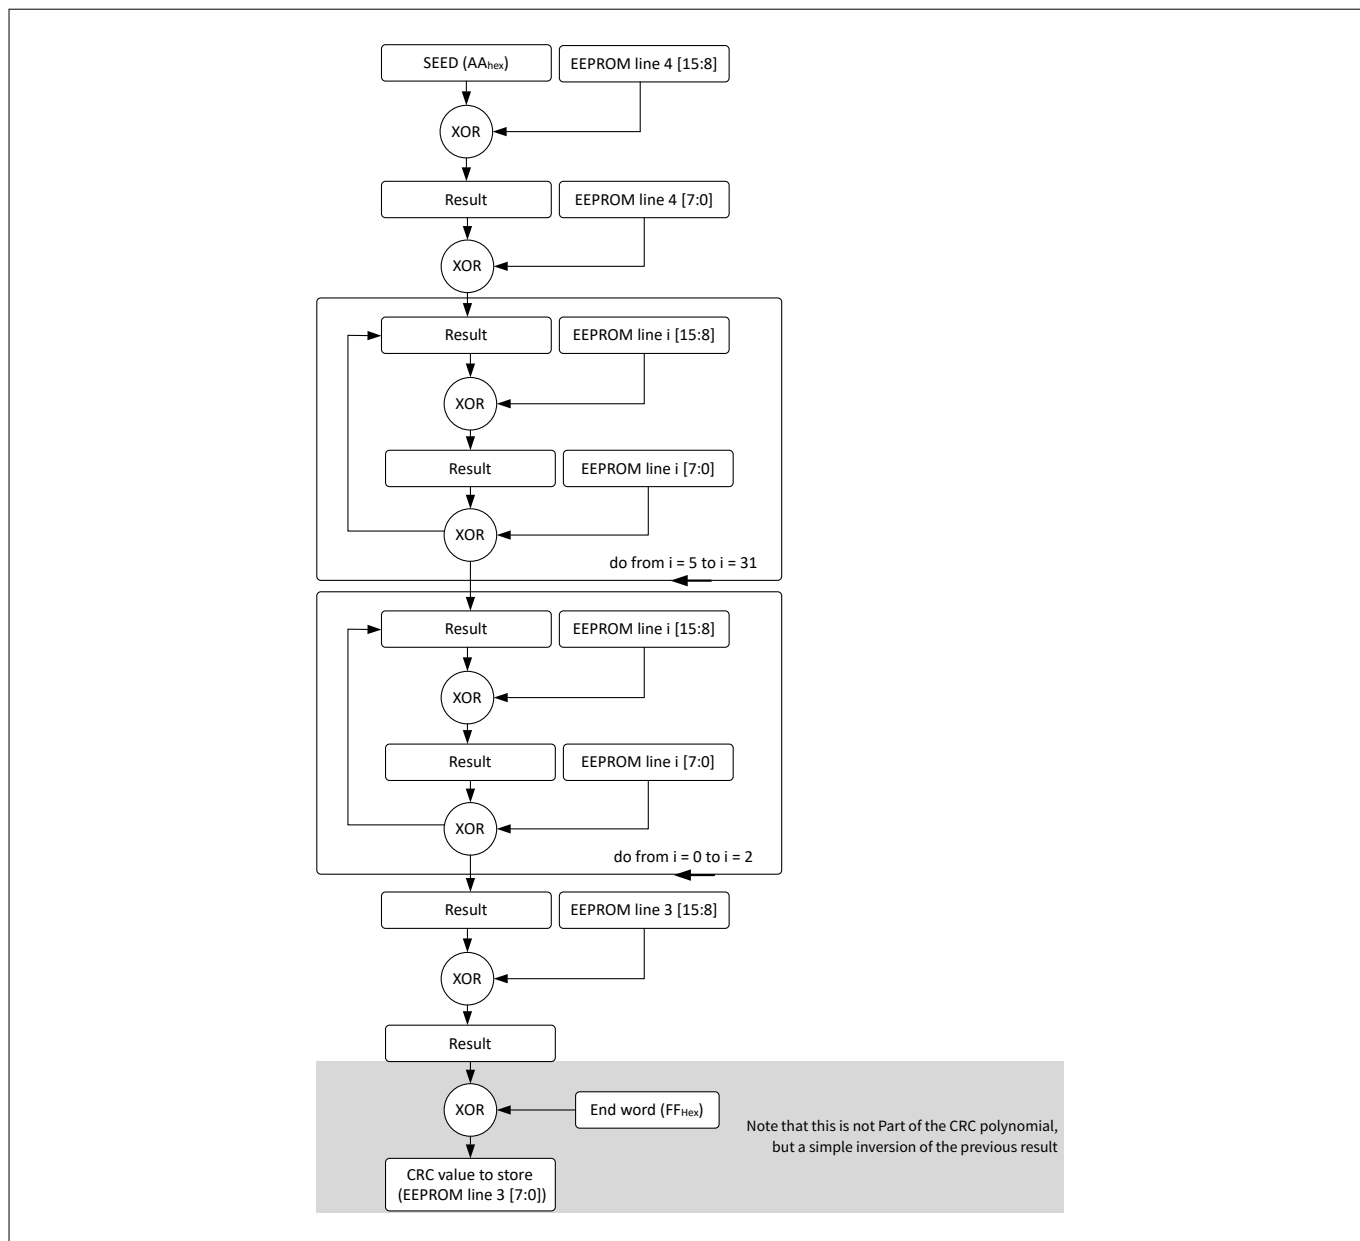 SEED (AAhex)
EEPROM line 4 [15:8]
XOR
Result
EEPROM line 4 [7:0]
XOR
Result
EEPROM line i [15:8]
XOR
Result
EEPROM line i [7:0]
XOR
do from i = 5 to i = 31
Result
EEPROM line i [15:8]
XOR
Result
EEPROM line i [7:0]
XOR
do from i = 0 to i = 2
Result
EEPROM line 3 [15:8]
XOR
Result
XOR
End word (FFHex)
Note that this is not Part of the CRC polynomial,
but a simple inversion of the previous result
CRC value to store
(EEPROM line 3 [7:0])